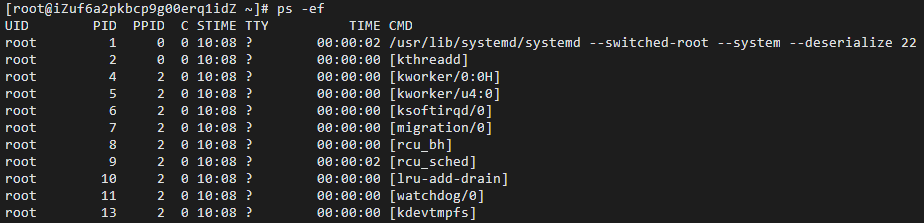 [root@iZuf6a2pkbcp9g00erq1idZ ~]# ps -ef
UID        PID  PPID  C STIME TTY          TIME CMD
root         1     0  0 10:08 ?        00:00:02 /usr/lib/systemd/systemd --switched-root --system --deserialize 22
root         2     0  0 10:08 ?        00:00:00 [kthreadd]
root         4     2  0 10:08 ?        00:00:00 [kworker/0:0H]
root         5     2  0 10:08 ?        00:00:00 [kworker/u4:0]
root         6     2  0 10:08 ?        00:00:00 [ksoftirqd/0]
root         7     2  0 10:08 ?        00:00:00 [migration/0]
root         8     2  0 10:08 ?        00:00:00 [rcu_bh]
root         9     2  0 10:08 ?        00:00:02 [rcu_sched]
root        10     2  0 10:08 ?        00:00:00 [lru-add-drain]
root        11     2  0 10:08 ?        00:00:00 [watchdog/0]
root        13     2  0 10:08 ?        00:00:00 [kdevtmpfs]